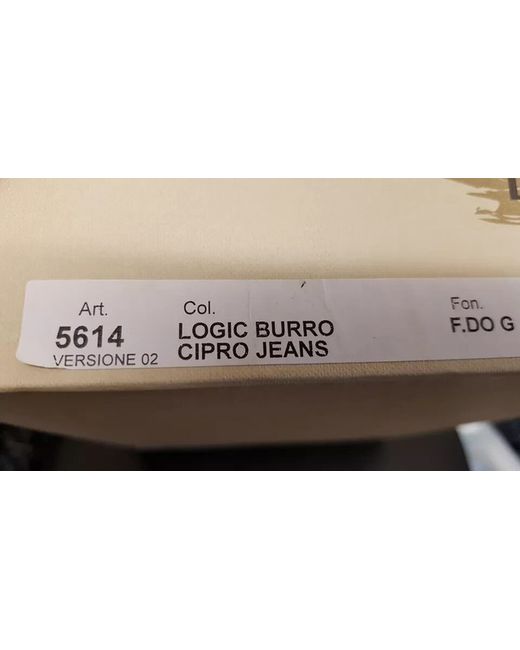 Art.
5614
VERSIONE 02
Col.
LOGIC BURRO
CIPRO JEANS
Fon.
F.DO G